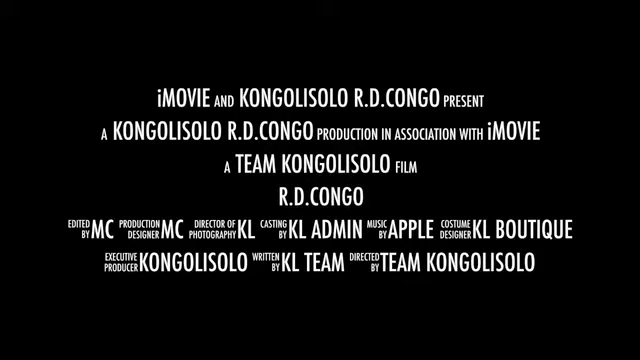 iMOVIE AND KONGOLISOLO R.D.CONGO PRESENT
A KONGOLISOLO R.D.CONGO PRODUCTION IN ASSOCIATION WITH iMOVIE
A TEAM KONGOLISOLO FILM
R.D.CONGO
EDITED BY MC PRODUCTION DESIGNER MC DIRECTOR OF PHOTOGRAPHY KL CASTING BY KL ADMIN MUSIC BY APPLE COSTUME DESIGNER KL BOUTIQUE
EXECUTIVE PRODUCER KONGOLISOLO WRITTEN BY KL TEAM DIRECTED BY TEAM KONGOLISOLO